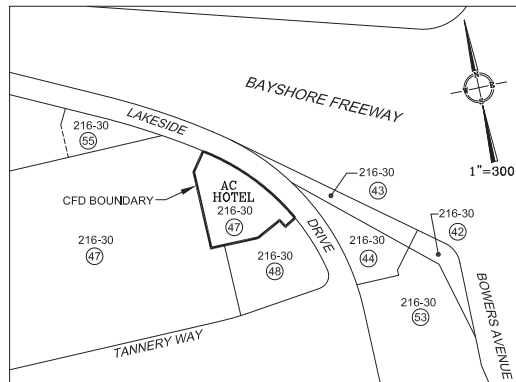 BAYSHORE FREEWAY
N
E
S
W
1"=300'
LAKESIDE
216-30
55
216-30
43
AC
HOTEL
216-30
47
CFD BOUNDARY
DRIVE
216-30
42
216-30
47
216-30
48
216-30
44
216-30
53
BOWERS AVENUE
TANNERY WAY